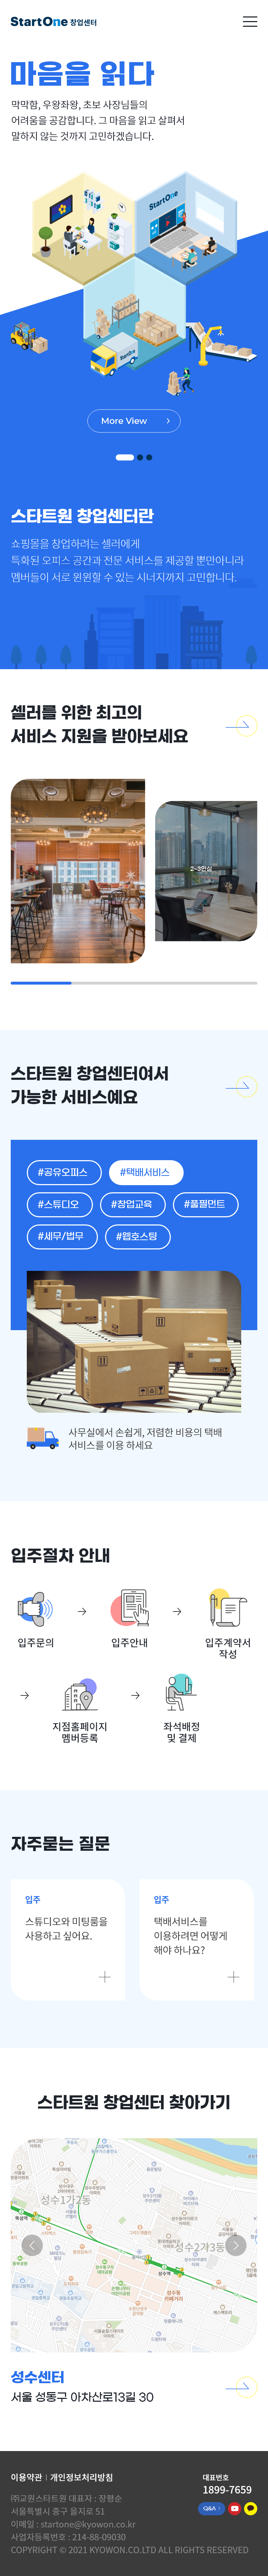 StartOne 창업센터
마음을 읽다
막막함, 우왕좌왕, 초보 사장님들의
어려움을 공감합니다. 그 마음을 읽고 살펴서
말하지 않는 것까지 고민하겠습니다.
StartOne
StartOne
More View
스타트원 창업센터란
쇼핑몰을 창업하려는 셀러에게
특화된 오피스 공간과 전문 서비스를 제공할 뿐만아니라
멤버들이 서로 윈윈할 수 있는 시너지까지 고민합니다.
셀러를 위한 최고의
서비스 지원을 받아보세요
2~3인실
스타트원 창업센터여서
가능한 서비스예요
#공유오피스 #택배서비스
#스튜디오 #창업교육 #풀필먼트
#세무/법무 #웹호스팅
사무실에서 손쉽게, 저렴한 비용의 택배
서비스를 이용 하세요
입주절차 안내
입주문의 입주안내 입주계약서
작성
지점홈페이지
멤버등록
좌석배정
및 결제
자주묻는 질문
입주
스튜디오와 미팅룸을
사용하고 싶어요.
입주
택배서비스를
이용하려면 어떻게
해야 하나요?
스타트원 창업센터 찾아가기
성수1가2동
성수2가3동
성수센터
서울 성동구 아차산로13길 30
이용약관 | 개인정보처리방침
㈜교원스타트원 대표자 : 장평순
서울특별시 중구 을지로 51
이메일 : startone@kyowon.co.kr
사업자등록번호 : 214-88-09030
COPYRIGHT © 2021 KYOWON.CO.LTD ALL RIGHTS RESERVED
대표번호
1899-7659
Q&A